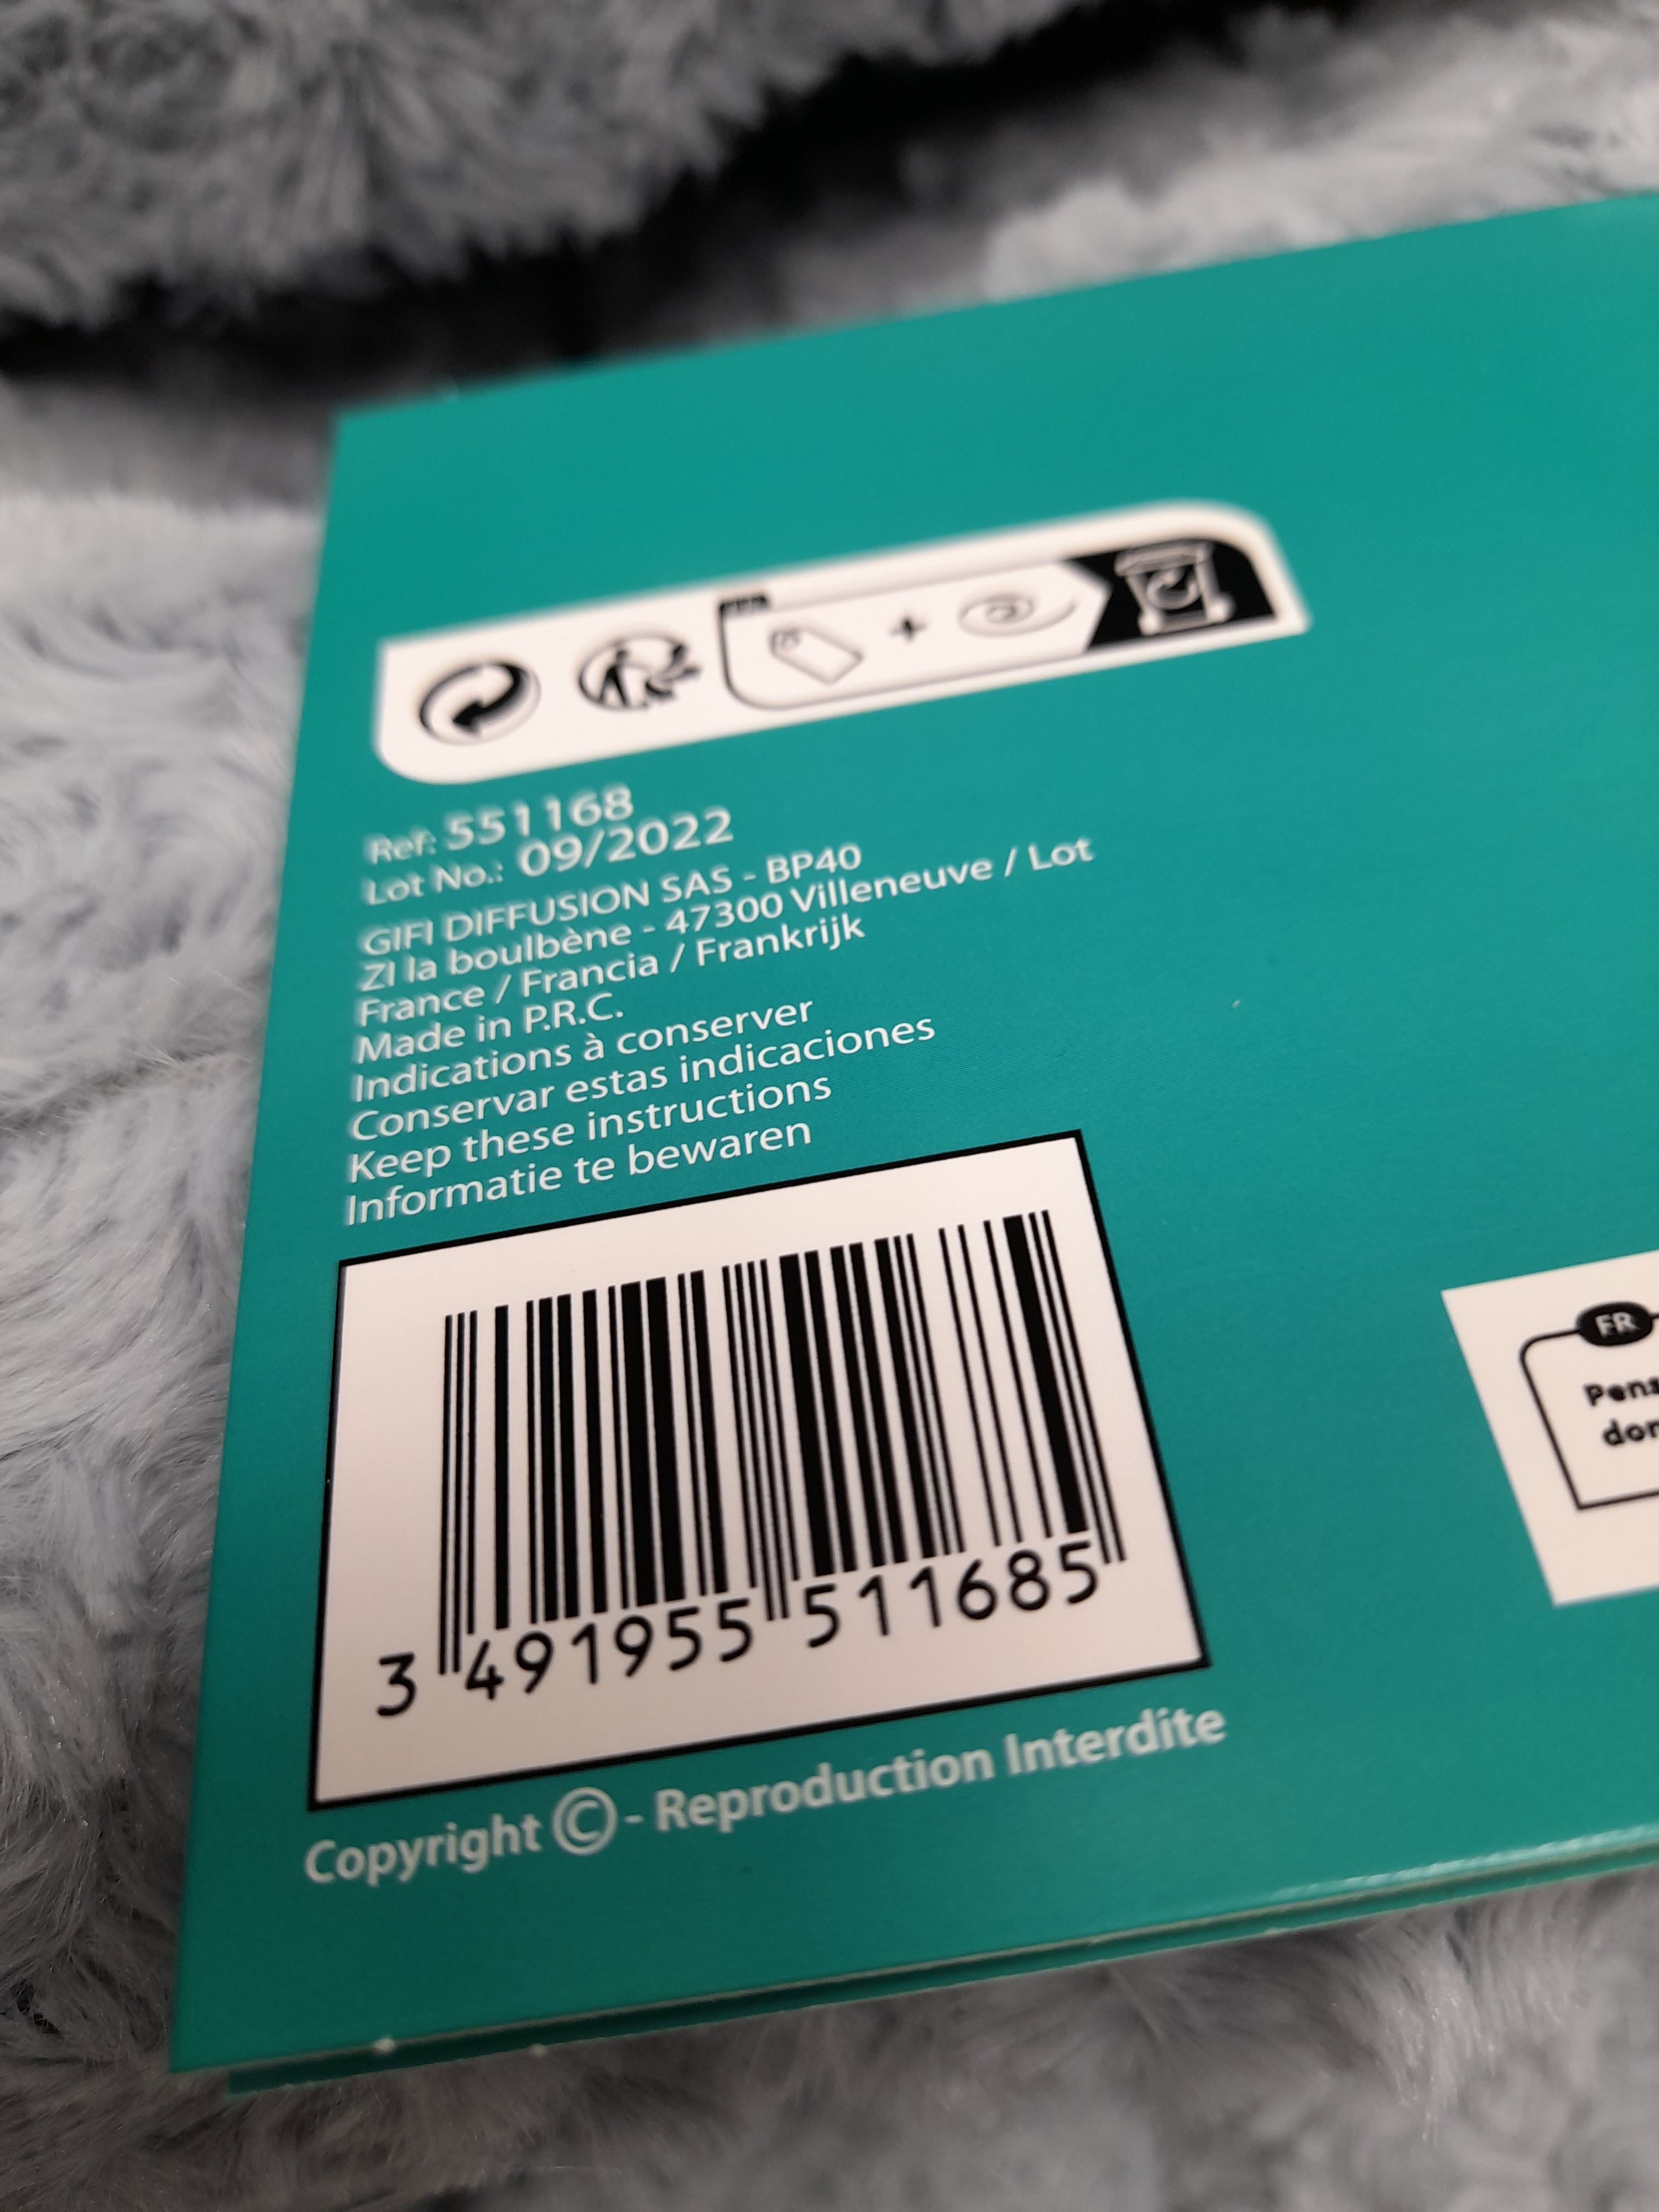 Ref: 551168
Lot No.: 09/2022
GIFI DIFFUSION SAS - BP40
ZI la boulbène - 47300 Villeneuve / Lot
France / Francia / Frankrijk
Made in P.R.C.
Indications à conserver
Conservar estas indicaciones
Keep these instructions
Informatie te bewaren
3 491955 511685
Copyright © - Reproduction Interdite
FR